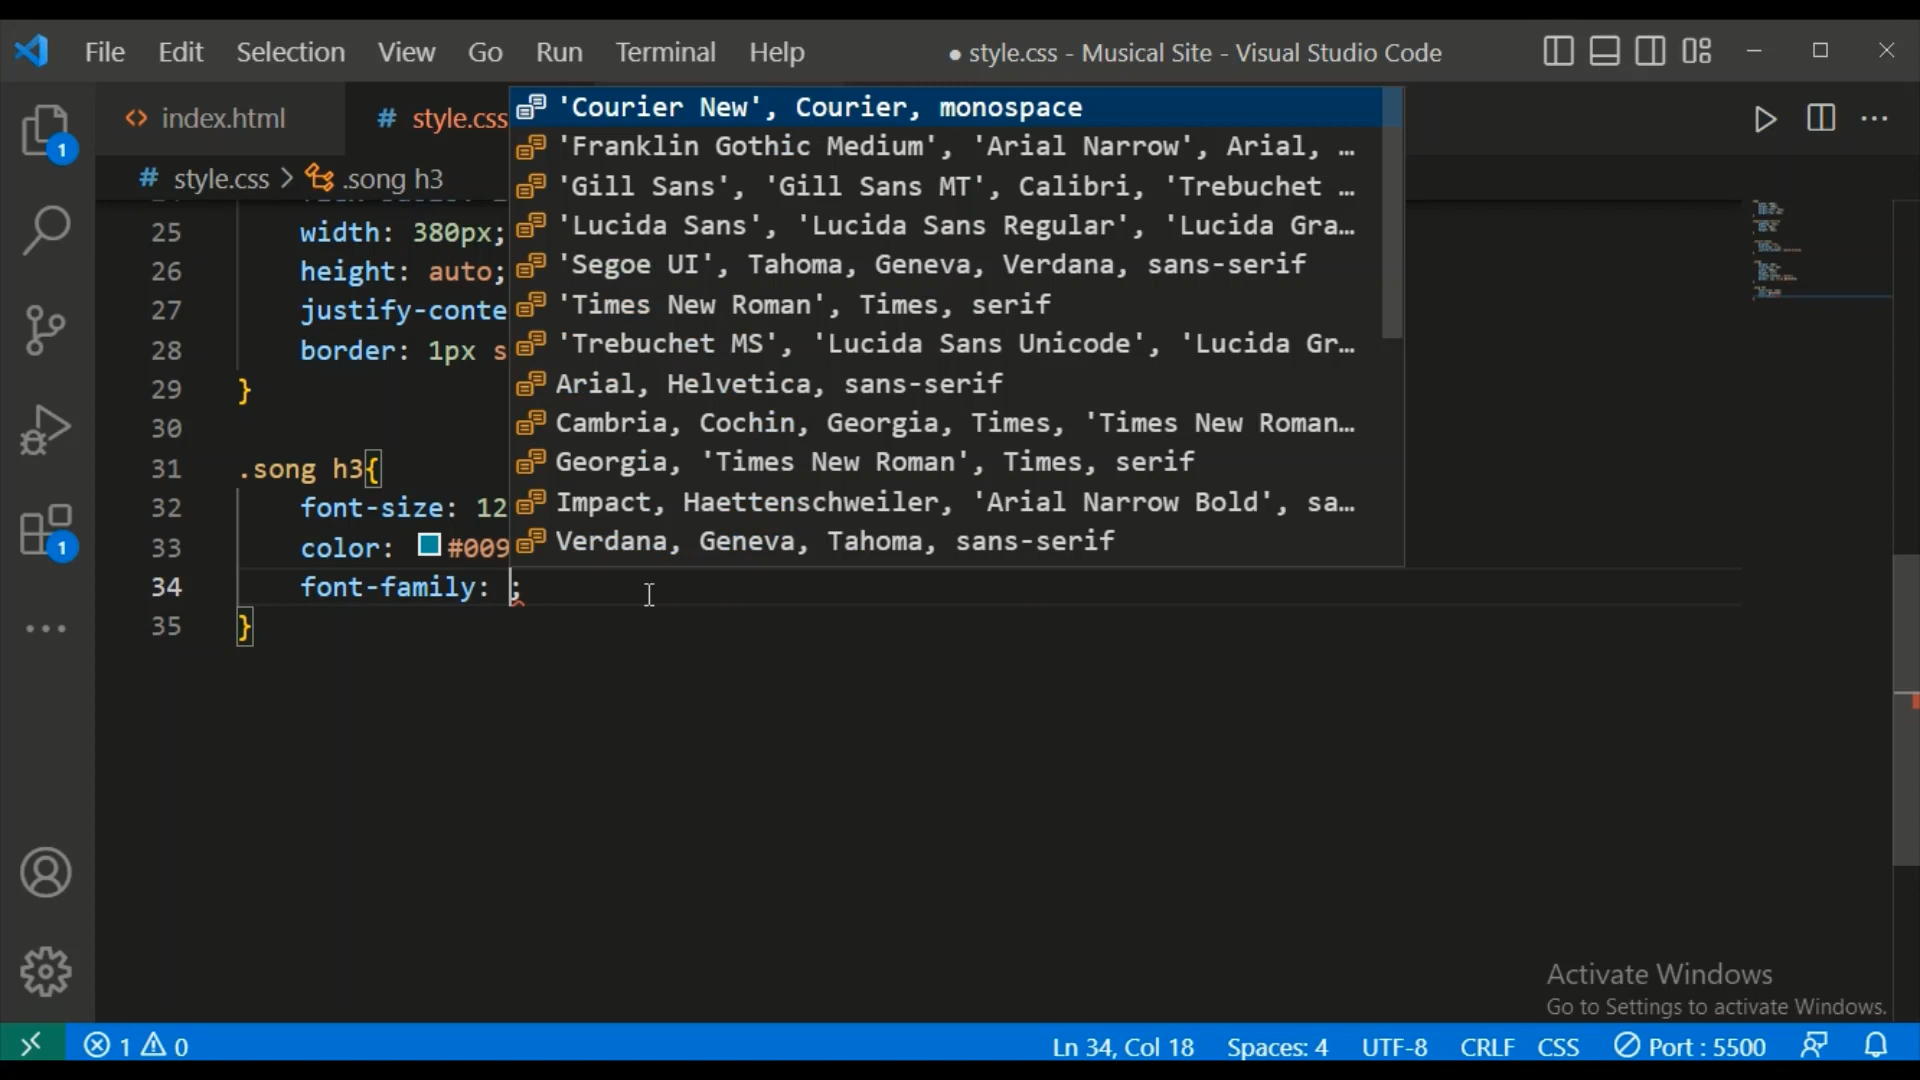 File Edit Selection View Go Run Terminal Help ● style.css - Musical Site - Visual Studio Code
index.html # style.css
# style.css > .song h3
'Courier New', Courier, monospace
'Franklin Gothic Medium', 'Arial Narrow', Arial, …
'Gill Sans', 'Gill Sans MT', Calibri, 'Trebuchet …
'Lucida Sans', 'Lucida Sans Regular', 'Lucida Gra…
'Segoe UI', Tahoma, Geneva, Verdana, sans-serif
'Times New Roman', Times, serif
'Trebuchet MS', 'Lucida Sans Unicode', 'Lucida Gr…
Arial, Helvetica, sans-serif
Cambria, Cochin, Georgia, Times, 'Times New Roman…
Georgia, 'Times New Roman', Times, serif
Impact, Haettenschweiler, 'Arial Narrow Bold', sa…
Verdana, Geneva, Tahoma, sans-serif
25 width: 380px;
26 height: auto;
27 justify-conte
28 border: 1px s
29 }
30
31 .song h3{
32 font-size: 12
33 color: #009
34 font-family: ;
35 }
1
1
Activate Windows
Go to Settings to activate Windows.
1 0 Ln 34, Col 18 Spaces: 4 UTF-8 CRLF CSS Port : 5500